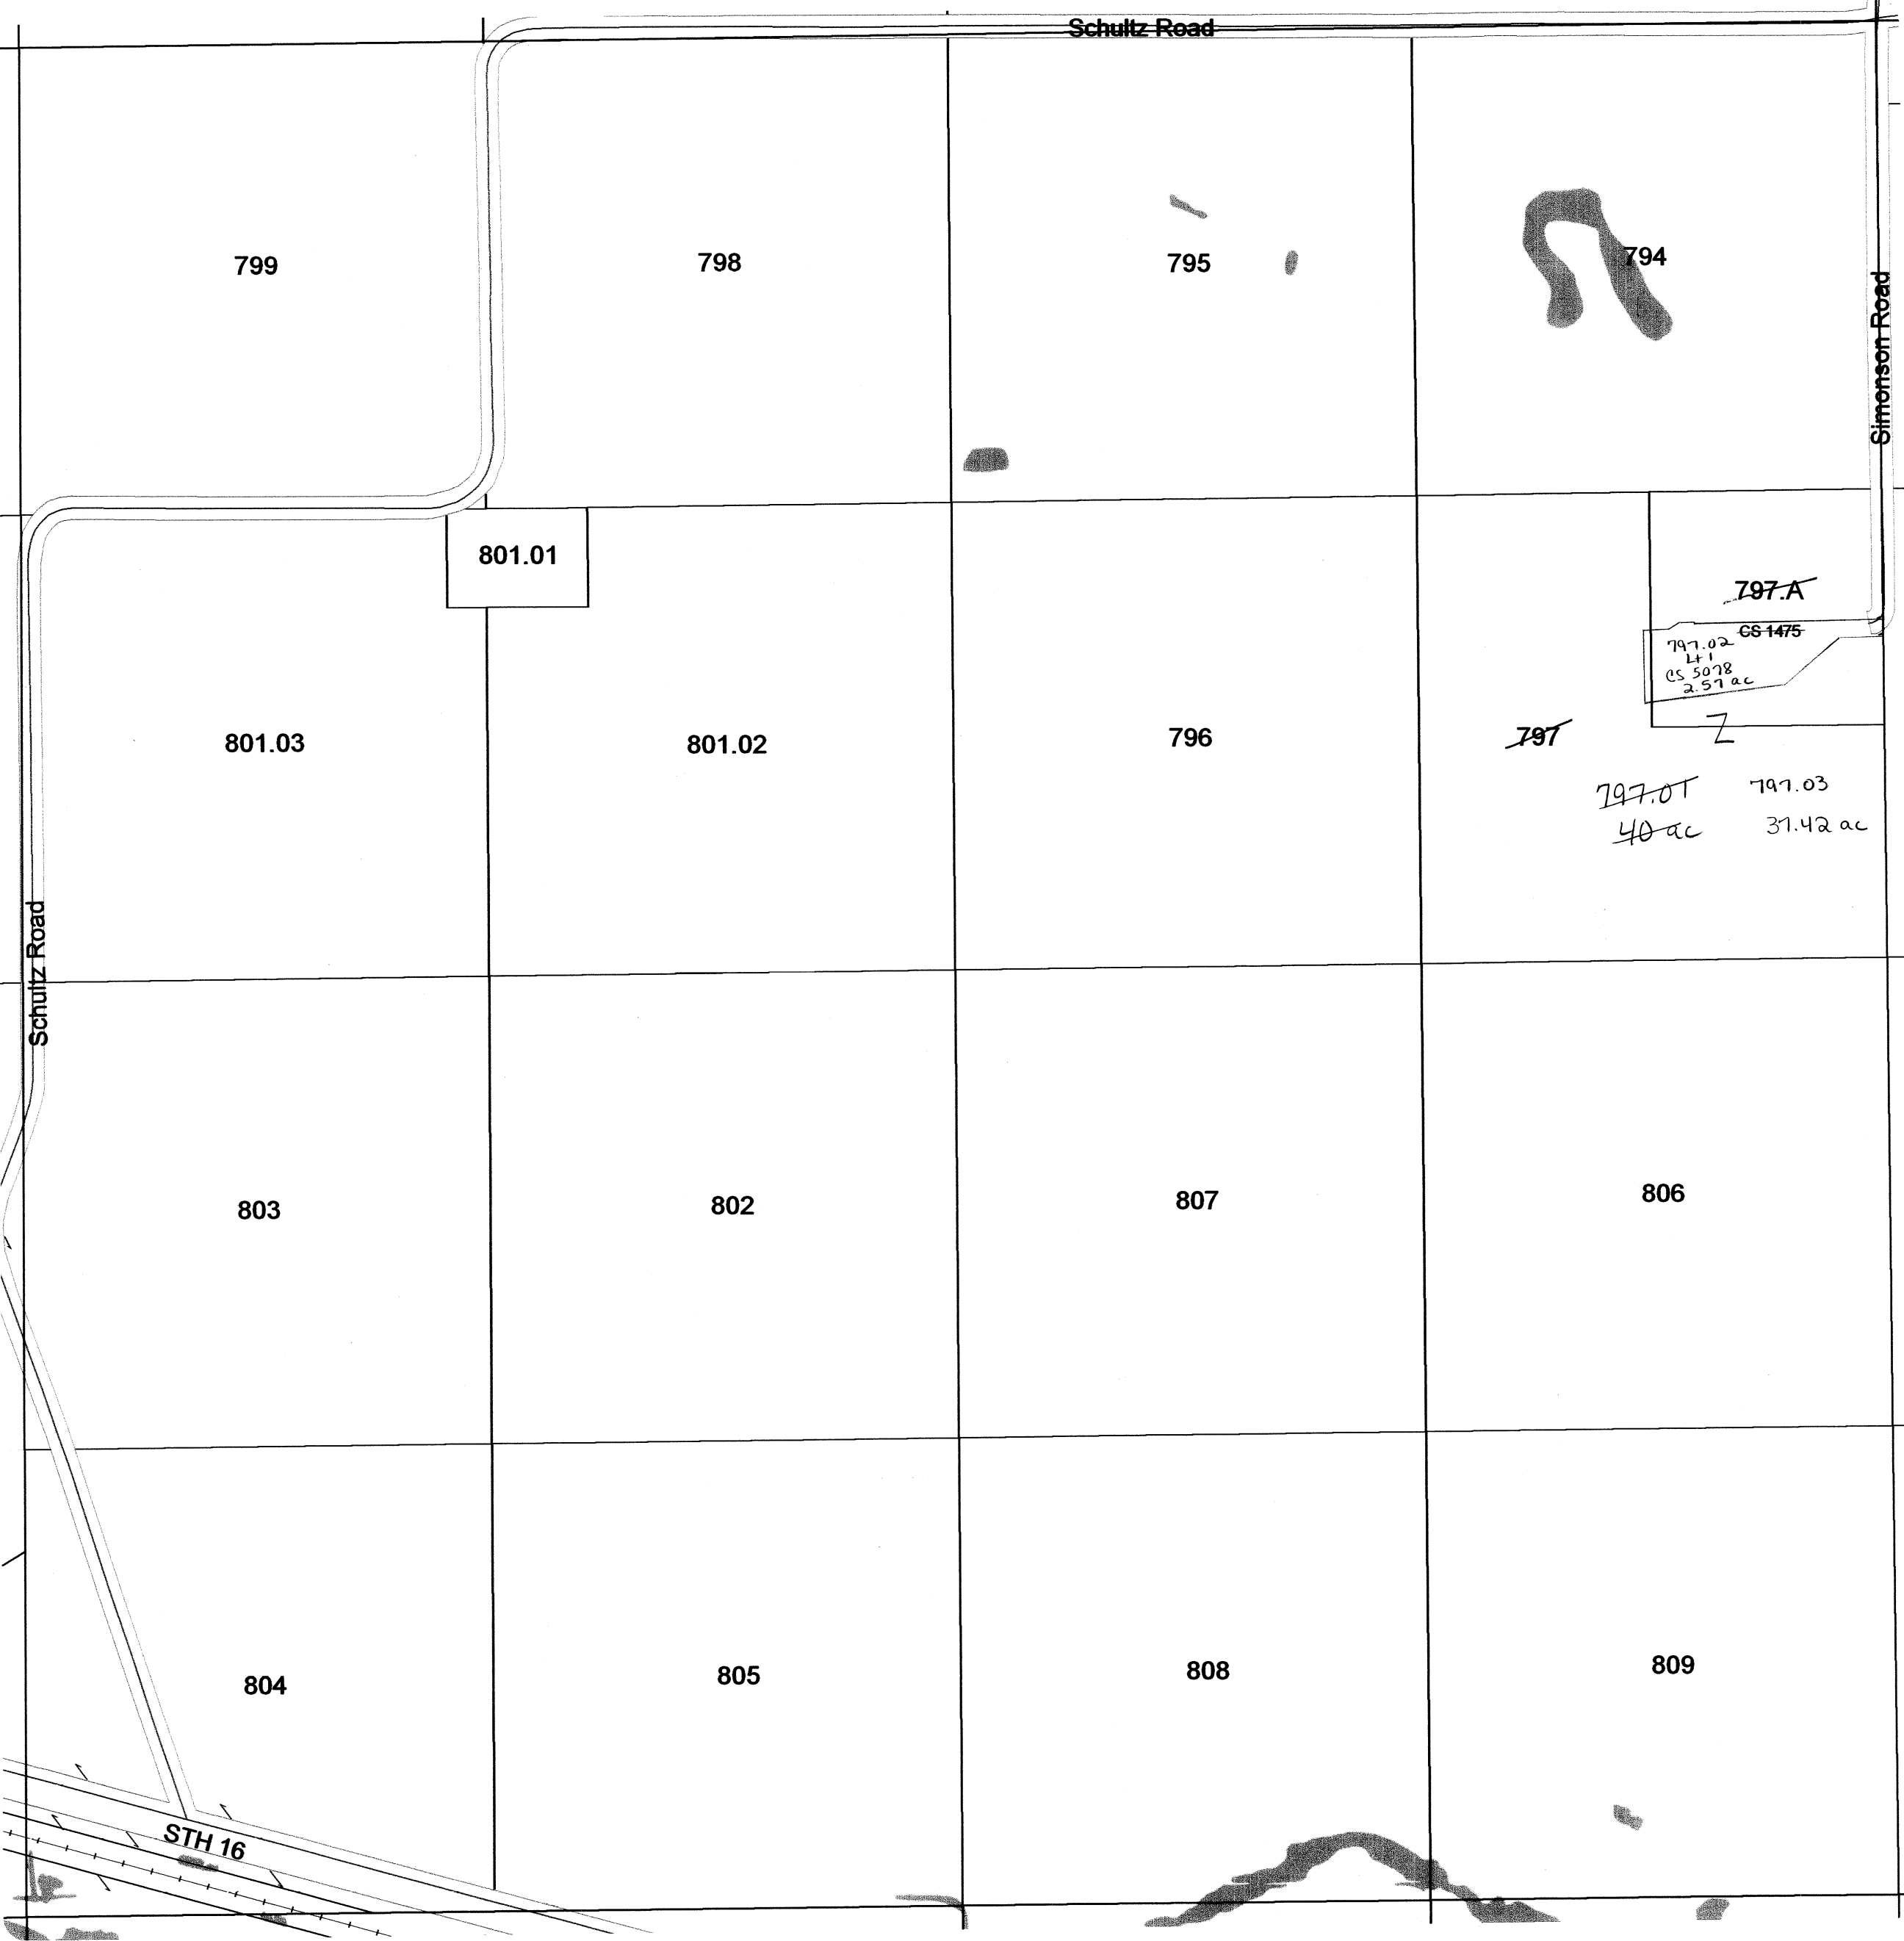 Schultz Road
799
798
795
794
Simonson Road
801.01
797.A
CS 1475
797.02
Lt 1
CS 5078
2.57 ac
801.03
801.02
796
797
Z
797.01
797.03
40 ac
37.42 ac
Schultz Road
803
802
807
806
804
805
808
809
STH 16